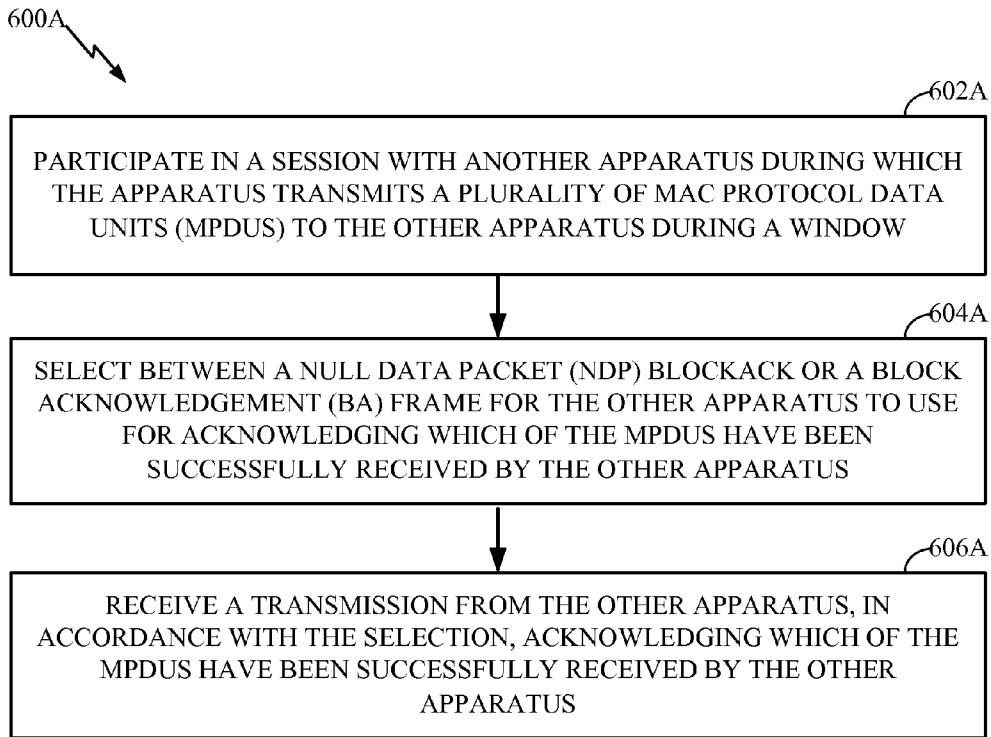 600A
602A
PARTICIPATE IN A SESSION WITH ANOTHER APPARATUS DURING WHICH
THE APPARATUS TRANSMITS A PLURALITY OF MAC PROTOCOL DATA
UNITS (MPDUS) TO THE OTHER APPARATUS DURING A WINDOW
604A
SELECT BETWEEN A NULL DATA PACKET (NDP) BLOCKACK OR A BLOCK
ACKNOWLEDGEMENT (BA) FRAME FOR THE OTHER APPARATUS TO USE
FOR ACKNOWLEDGING WHICH OF THE MPDUS HAVE BEEN
SUCCESSFULLY RECEIVED BY THE OTHER APPARATUS
606A
RECEIVE A TRANSMISSION FROM THE OTHER APPARATUS, IN
ACCORDANCE WITH THE SELECTION, ACKNOWLEDGING WHICH OF THE
MPDUS HAVE BEEN SUCCESSFULLY RECEIVED BY THE OTHER
APPARATUS